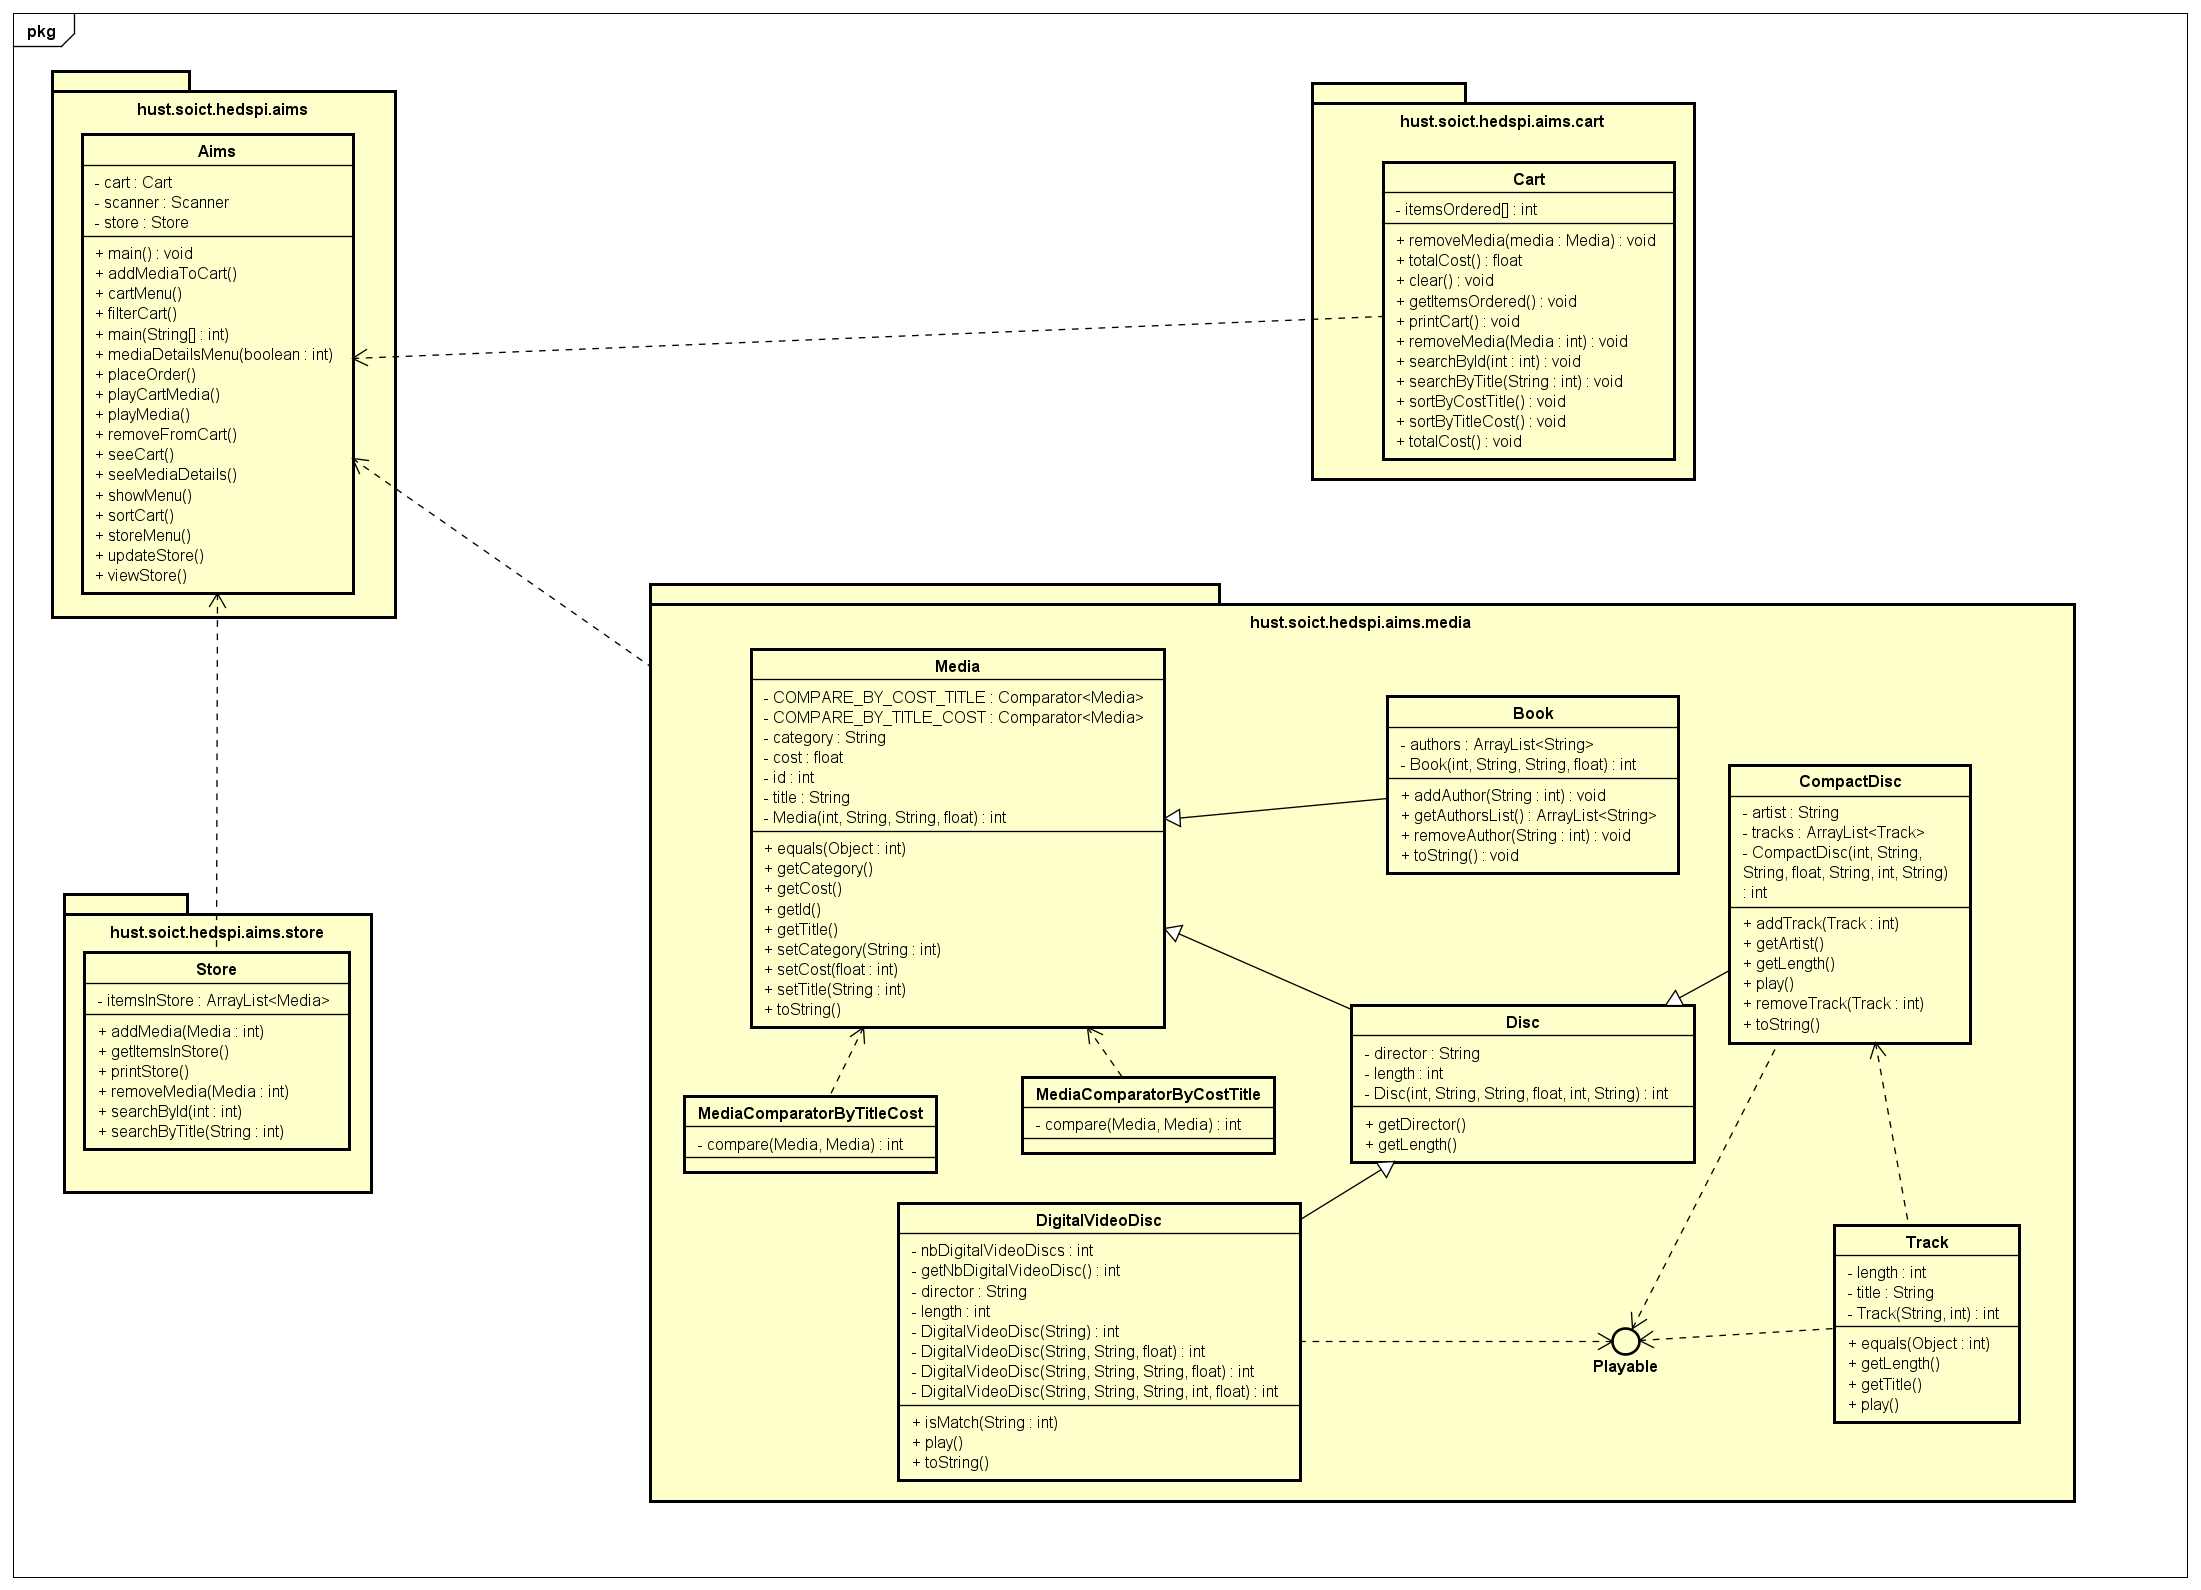 pkg
hust.soict.hedspi.aims
Aims
- cart : Cart
- scanner : Scanner
- store : Store
+ main() : void
+ addMediaToCart()
+ cartMenu()
+ filterCart()
+ main(String[] : int)
+ mediaDetailsMenu(boolean : int)
+ placeOrder()
+ playCartMedia()
+ playMedia()
+ removeFromCart()
+ seeCart()
+ seeMediaDetails()
+ showMenu()
+ sortCart()
+ storeMenu()
+ updateStore()
+ viewStore()
hust.soict.hedspi.aims.cart
Cart
- itemsOrdered[] : int
+ removeMedia(media : Media) : void
+ totalCost() : float
+ clear() : void
+ getItemsOrdered() : void
+ printCart() : void
+ removeMedia(Media : int) : void
+ searchById(int : int) : void
+ searchByTitle(String : int) : void
+ sortByCostTitle() : void
+ sortByTitleCost() : void
+ totalCost() : void
hust.soict.hedspi.aims.store
Store
- itemsInStore : ArrayList<Media>
+ addMedia(Media : int)
+ getItemsInStore()
+ printStore()
+ removeMedia(Media : int)
+ searchById(int : int)
+ searchByTitle(String : int)
hust.soict.hedspi.aims.media
Media
- COMPARE_BY_COST_TITLE : Comparator<Media>
- COMPARE_BY_TITLE_COST : Comparator<Media>
- category : String
- cost : float
- id : int
- title : String
- Media(int, String, String, float) : int
+ equals(Object : int)
+ getCategory()
+ getCost()
+ getId()
+ getTitle()
+ setCategory(String : int)
+ setCost(float : int)
+ setTitle(String : int)
+ toString()
Book
- authors : ArrayList<String>
- Book(int, String, String, float) : int
+ addAuthor(String : int) : void
+ getAuthorsList() : ArrayList<String>
+ removeAuthor(String : int) : void
+ toString() : void
CompactDisc
- artist : String
- tracks : ArrayList<Track>
- CompactDisc(int, String,
String, float, String, int, String)
: int
+ addTrack(Track : int)
+ getArtist()
+ getLength()
+ play()
+ removeTrack(Track : int)
+ toString()
Disc
- director : String
- length : int
- Disc(int, String, String, float, int, String) : int
+ getDirector()
+ getLength()
MediaComparatorByTitleCost
- compare(Media, Media) : int
MediaComparatorByCostTitle
- compare(Media, Media) : int
DigitalVideoDisc
- nbDigitalVideoDiscs : int
- getNbDigitalVideoDisc() : int
- director : String
- length : int
- DigitalVideoDisc(String) : int
- DigitalVideoDisc(String, String, float) : int
- DigitalVideoDisc(String, String, String, float) : int
- DigitalVideoDisc(String, String, String, int, float) : int
+ isMatch(String : int)
+ play()
+ toString()
Playable
Track
- length : int
- title : String
- Track(String, int) : int
+ equals(Object : int)
+ getLength()
+ getTitle()
+ play()